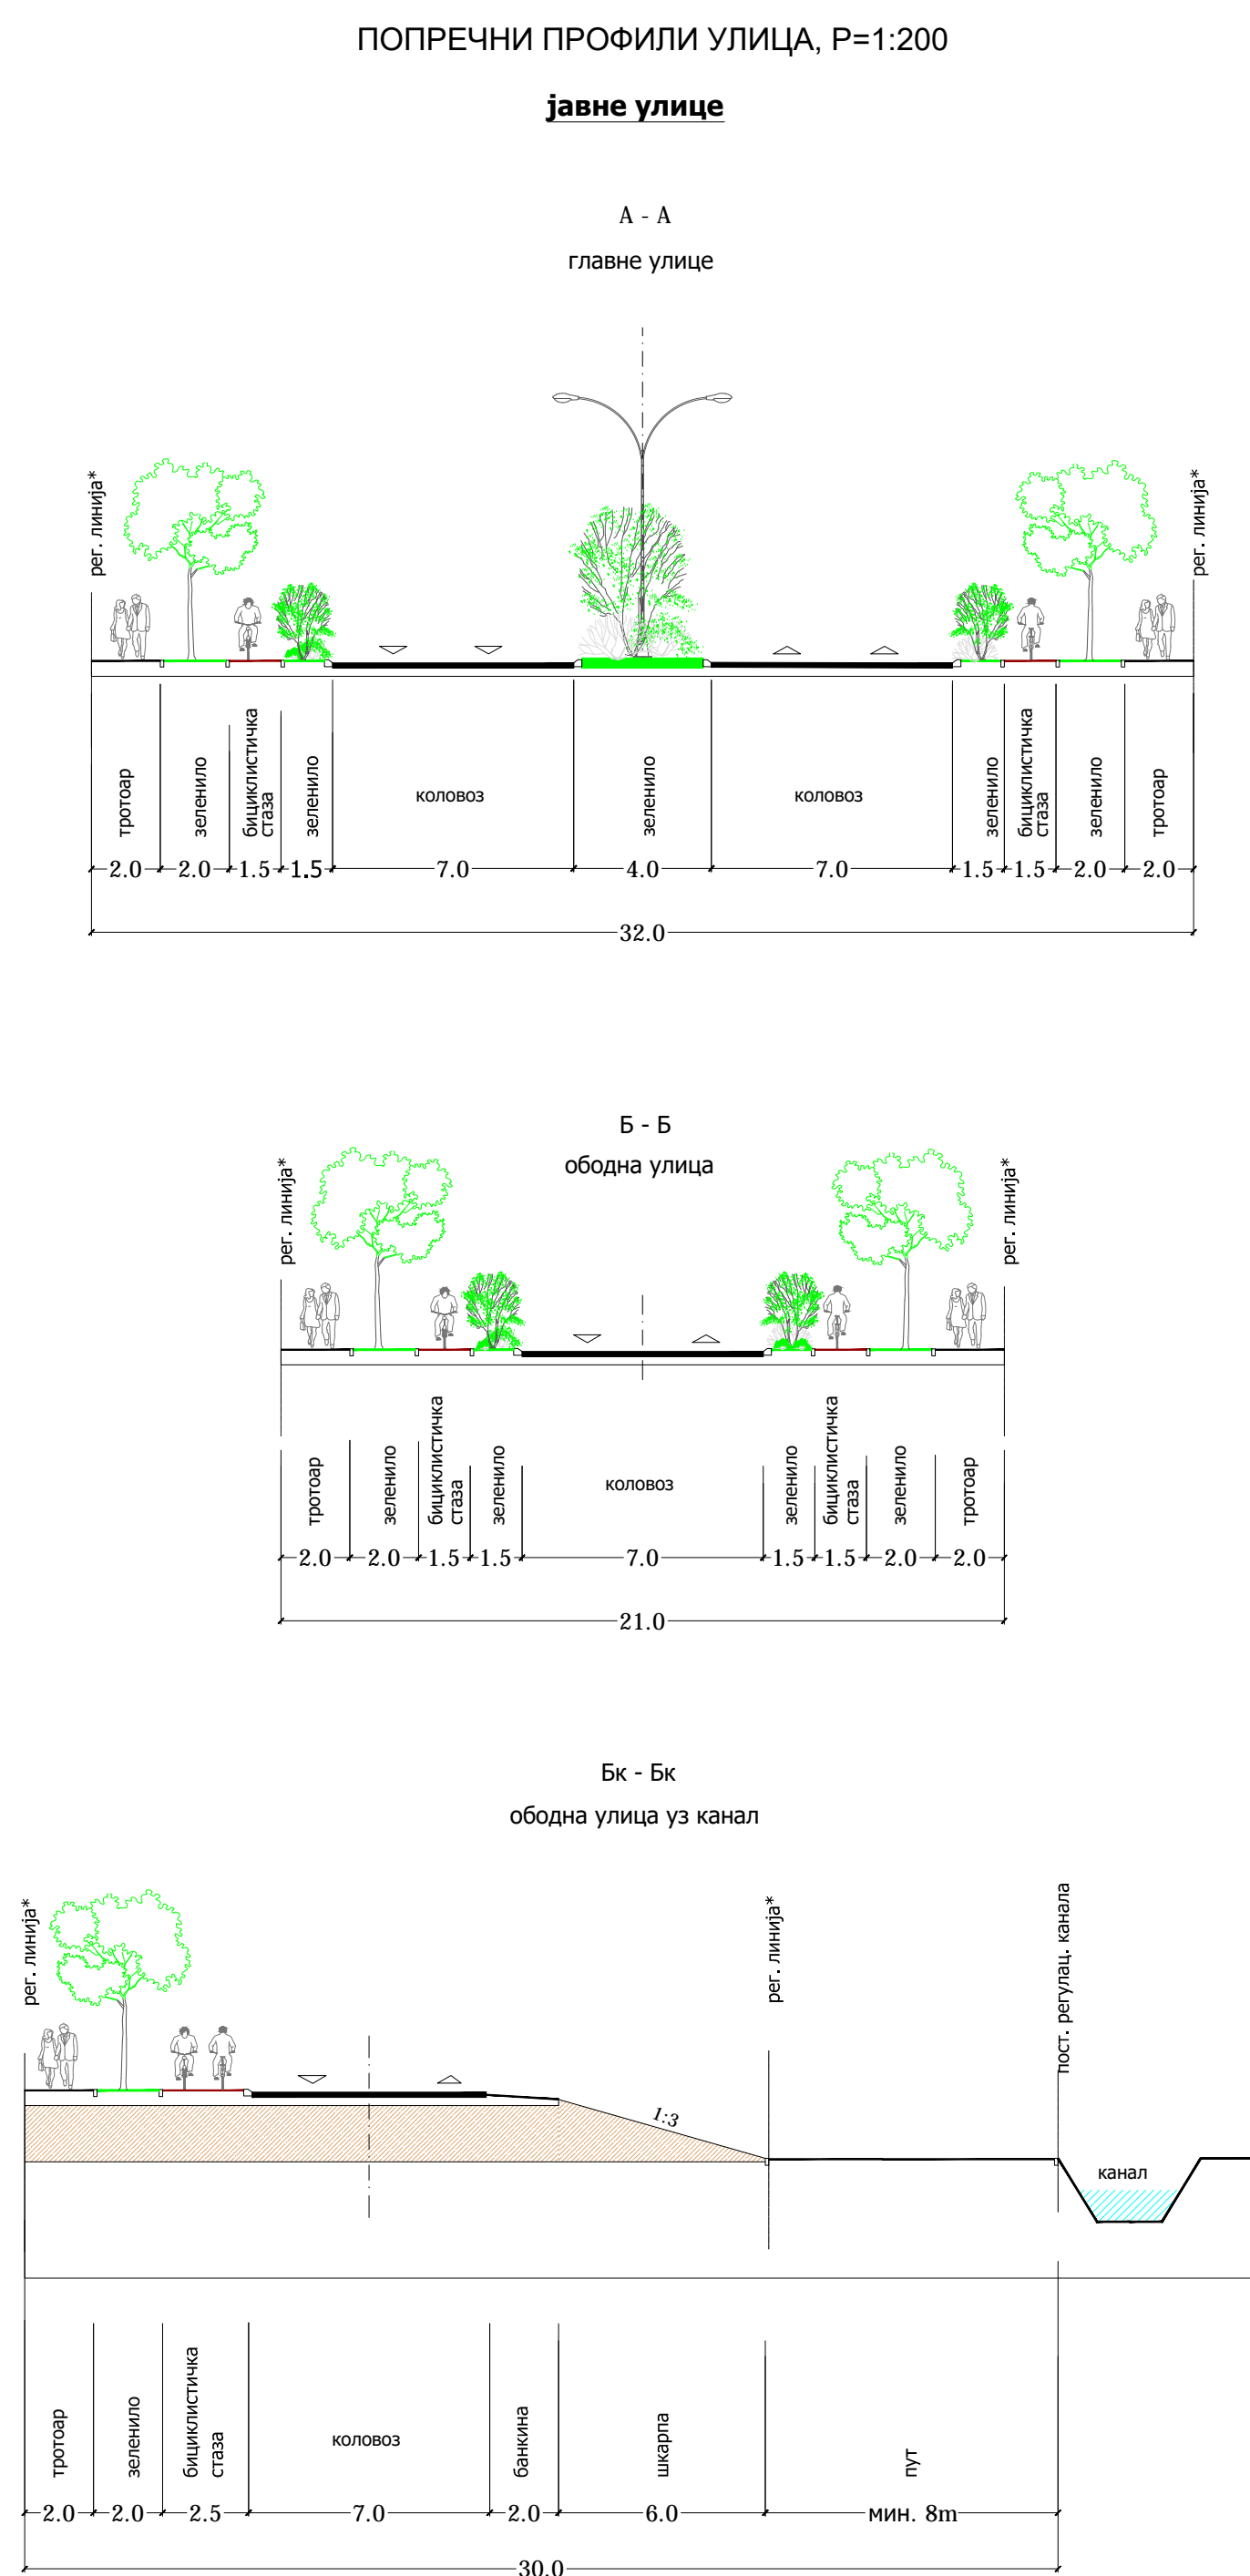 ПОПРЕЧНИ ПРОФИЛИ УЛИЦА, Р=1:200
јавне улице
А - А
главне улице
рег. линија*
рег. линија*
тротоар
зеленило
бициклистичка
стаза
зеленило
коловоз
зеленило
коловоз
зеленило
бициклистичка
стаза
зеленило
тротоар
2.0 2.0 1.5 1.5 7.0 4.0 7.0 1.5 1.5 2.0 2.0
32.0
Б - Б
ободна улица
рег. линија*
рег. линија*
тротоар
зеленило
бициклистичка
стаза
зеленило
коловоз
зеленило
бициклистичка
стаза
зеленило
тротоар
2.0 2.0 1.5 1.5 7.0 1.5 1.5 2.0 2.0
21.0
Бк - Бк
ободна улица уз канал
рег. линија*
рег. линија*
пост. регулац. канала
1:3
канал
тротоар
зеленило
бициклистичка
стаза
коловоз
банкина
шкарпа
пут
2.0 2.0 2.5 7.0 2.0 6.0 мин. 8m
30.0